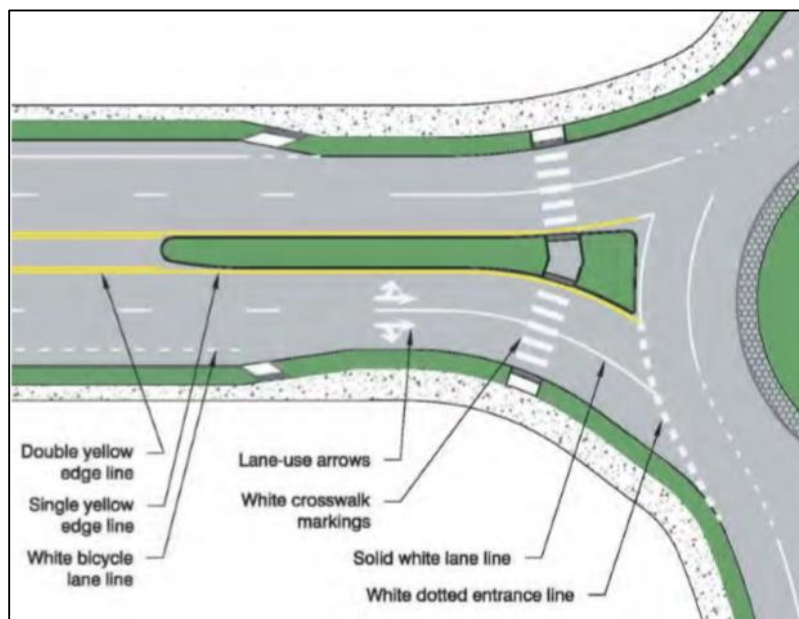 Double yellow
edge line
Single yellow
edge line
White bicycle
lane line
Lane-use arrows
White crosswalk
markings
Solid white lane line
White dotted entrance line